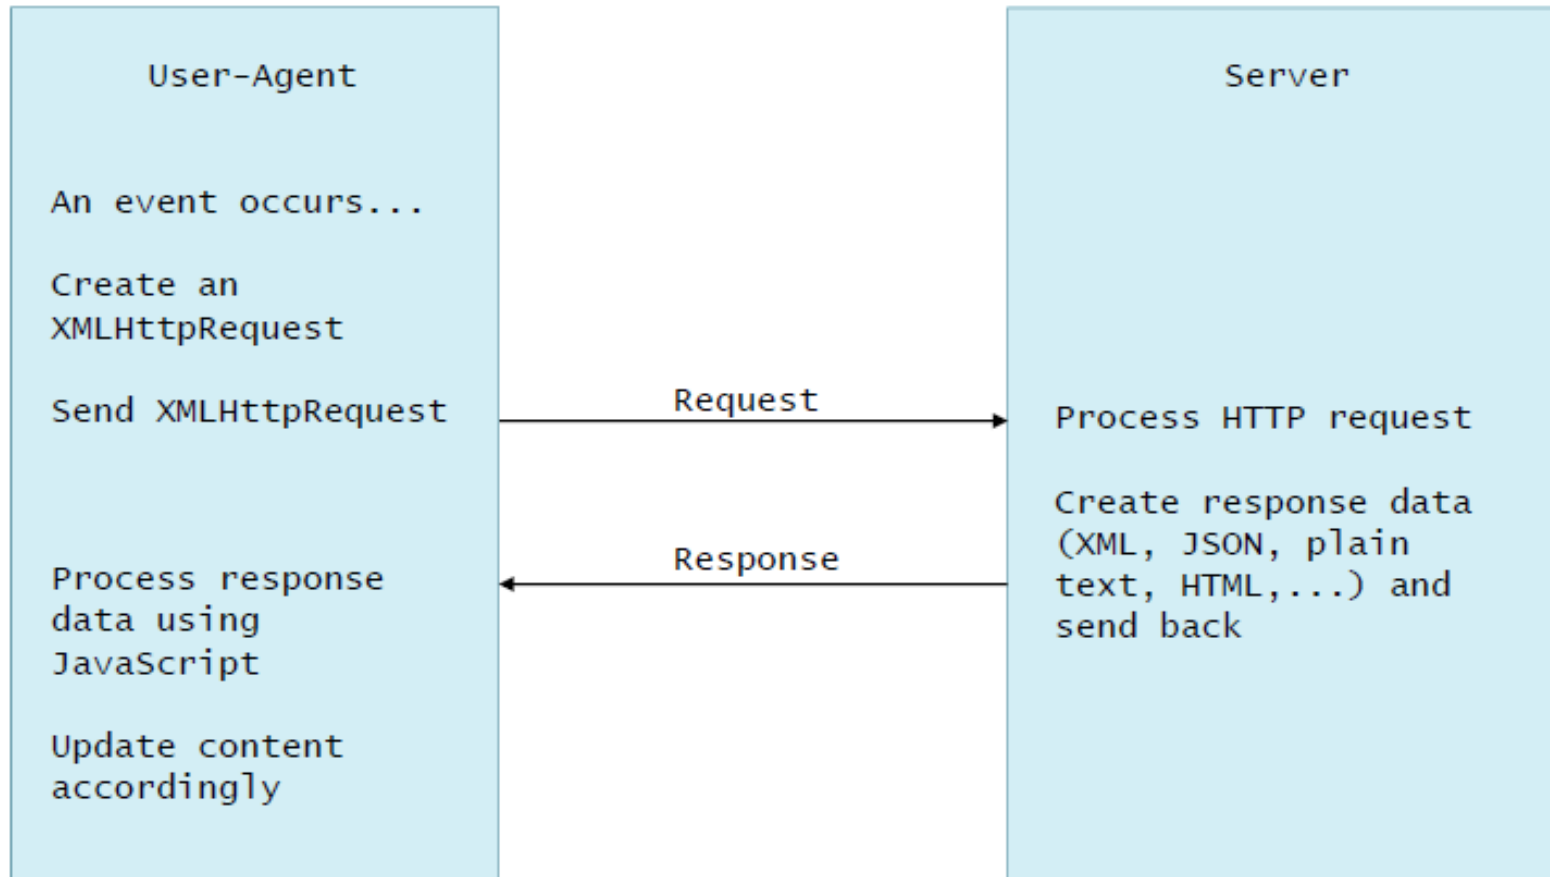 User-Agent
An event occurs...
Create an
XMLHttpRequest
Send XMLHttpRequest
Process response
data using
JavaScript
Update content
accordingly
Request
Response
Server
Process HTTP request
Create response data
(XML, JSON, plain
text, HTML,...) and
send back